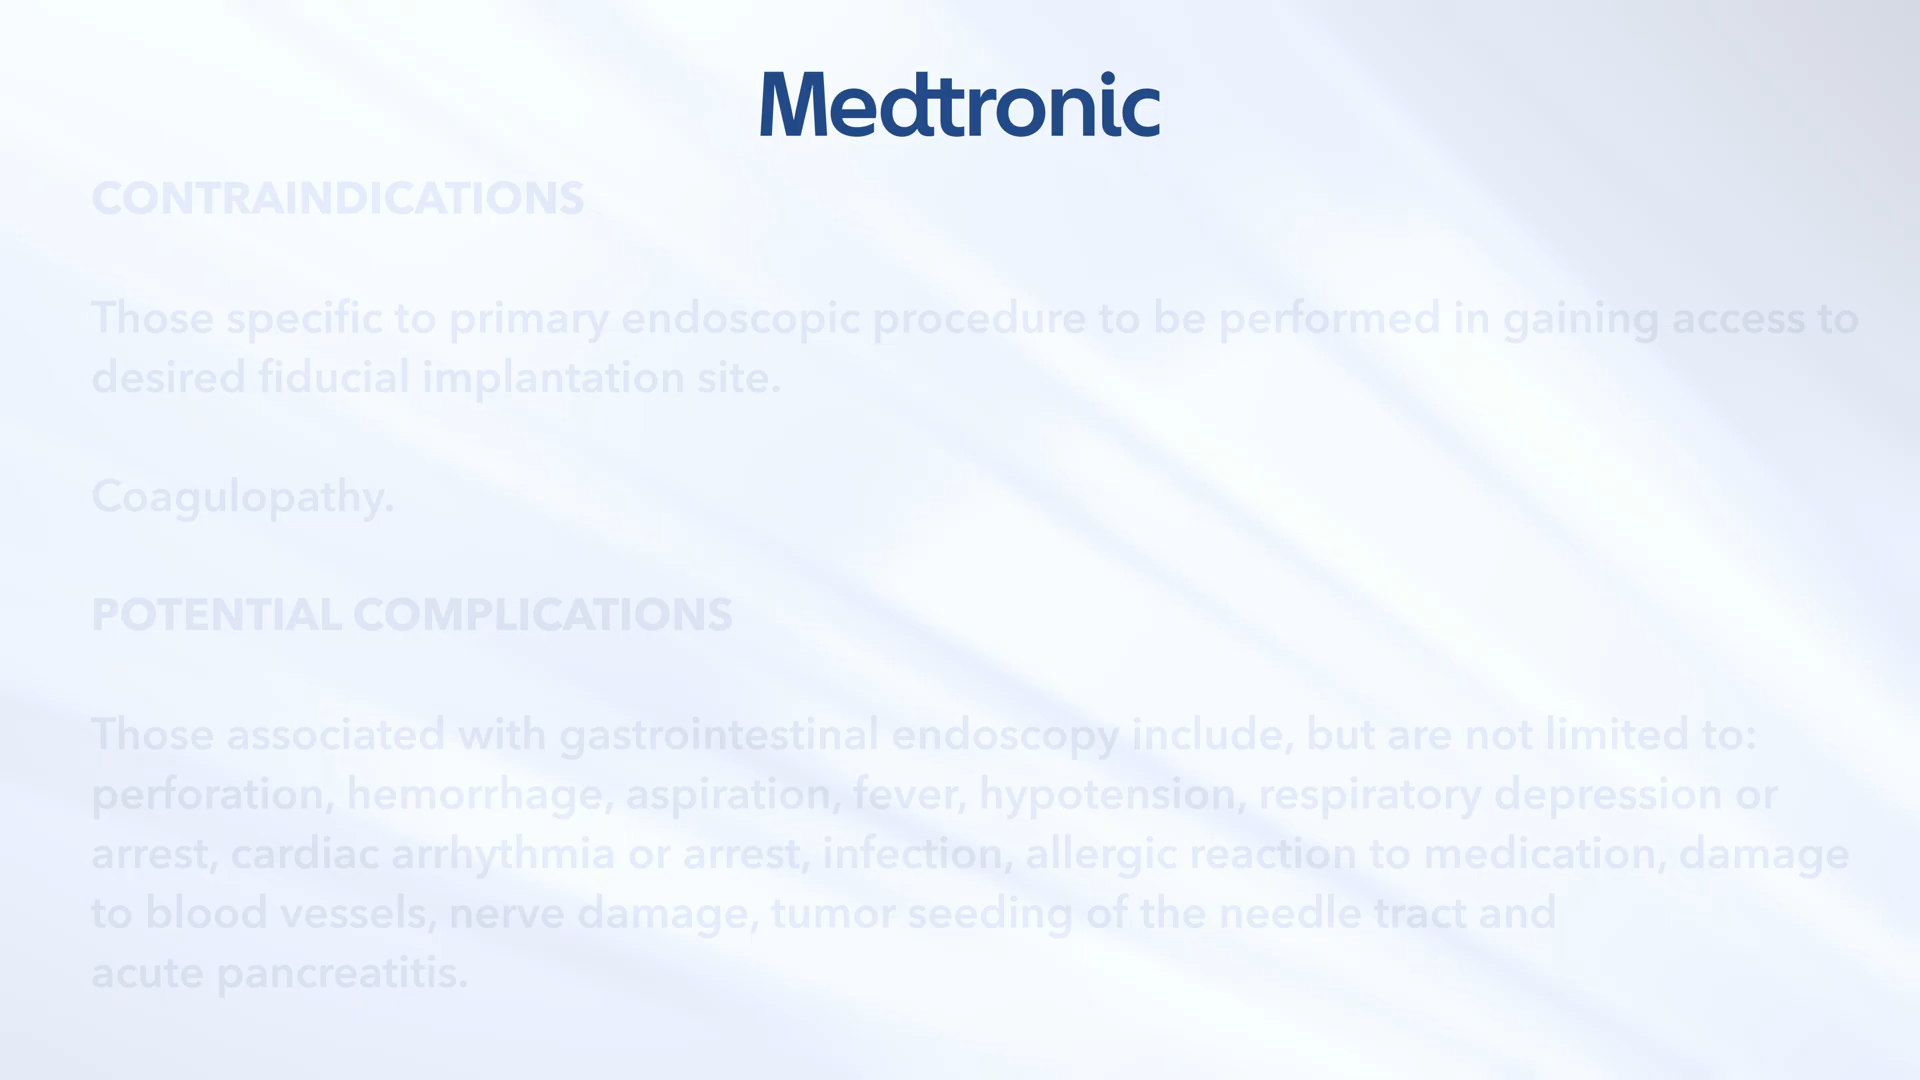 Medtronic
CONTRAINDICATIONS
Those specific to primary endoscopic procedure to be performed in gaining access to
desired fiducial implantation site.
Coagulopathy.
POTENTIAL COMPLICATIONS
Those associated with gastrointestinal endoscopy include, but are not limited to:
perforation, hemorrhage, aspiration, fever, hypotension, respiratory depression or
arrest, cardiac arrhythmia or arrest, infection, allergic reaction to medication, damage
to blood vessels, nerve damage, tumor seeding of the needle tract and
acute pancreatitis.